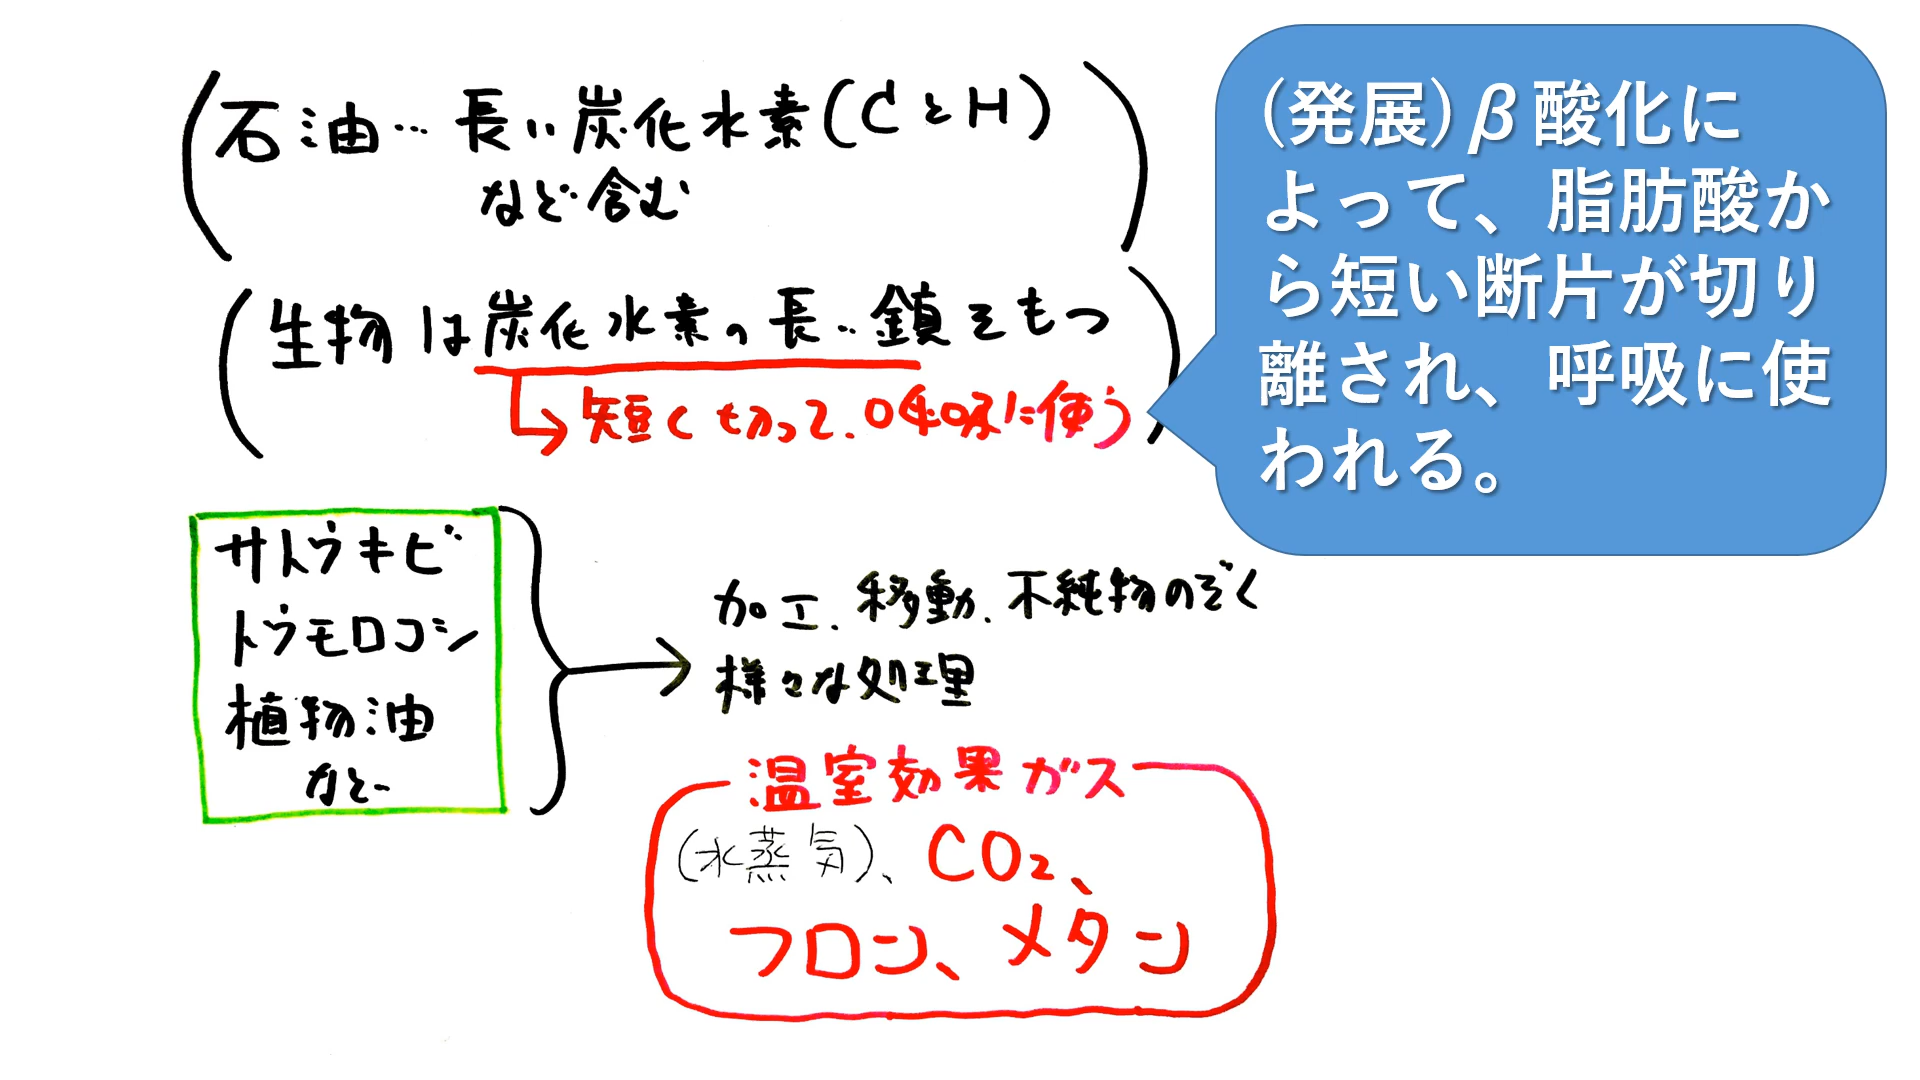 (石油… 長い炭化水素(CとH)
など含む)
(生物は炭化水素の長い鎖をもつ
→短く切って、呼吸に使う)
(発展)β酸化に
よって、脂肪酸か
ら短い断片が切り
離され、呼吸に使
われる。
サトウキビ
トウモロコシ
植物油
など
加工、移動、不純物のぞく
様々な処理
温室効果ガス
(水蒸気)、CO₂、
フロン、メタン